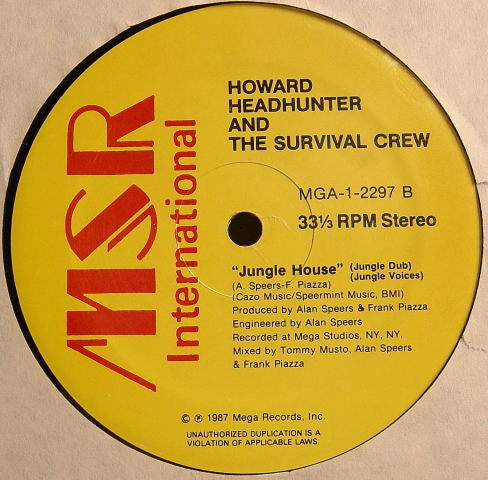 MSR
International
HOWARD
HEADHUNTER
AND
THE SURVIVAL CREW
MGA-1-2297 B
33⅓ RPM Stereo
"Jungle House" (Jungle Dub)
(Jungle Voices)
(A. Speers-F. Piazza)
(Cazo Music/Speermint Music, BMI)
Produced by Alan Speers & Frank Piazza.
Engineered by Alan Speers
Recorded at Mega Studios, NY, NY.
Mixed by Tommy Musto, Alan Speers
& Frank Piazza
© ℗ 1987 Mega Records, Inc.
UNAUTHORIZED DUPLICATION IS A
VIOLATION OF APPLICABLE LAWS.